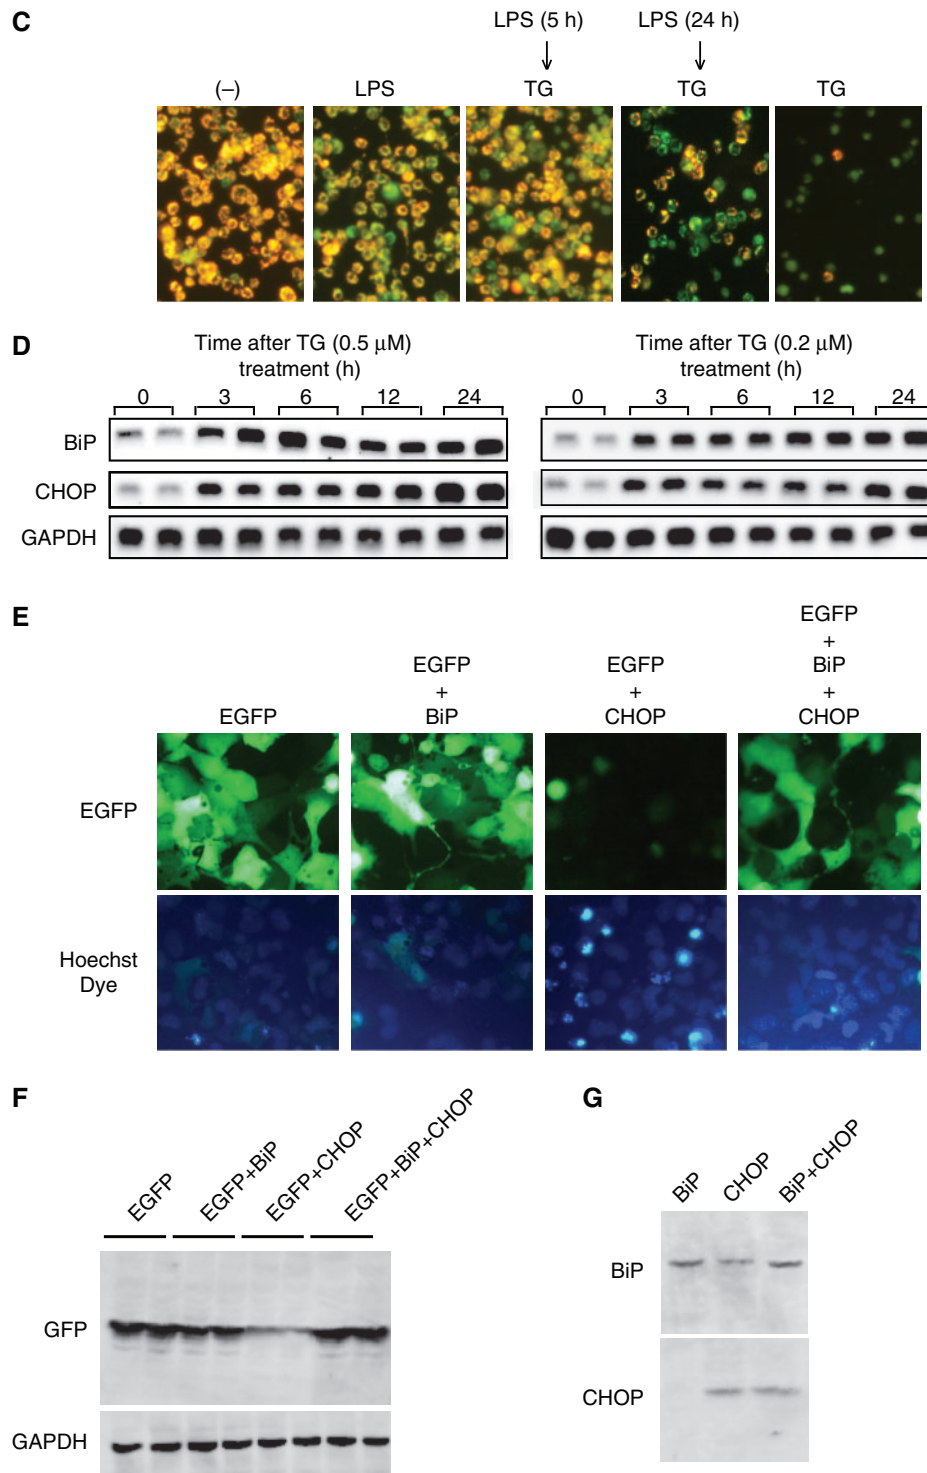 C
LPS (5 h) LPS (24 h)
(–) LPS TG TG TG
D
Time after TG (0.5 μM)
treatment (h)
0 3 6 12 24
Time after TG (0.2 μM)
treatment (h)
0 3 6 12 24
BiP
CHOP
GAPDH
E
EGFP
EGFP
+
BiP
EGFP
+
CHOP
EGFP
+
BiP
+
CHOP
EGFP
Hoechst
Dye
F
EGFP
EGFP+BiP
EGFP+CHOP
EGFP+BiP+CHOP
GFP
GAPDH
G
BiP
CHOP
BiP+CHOP
BiP
CHOP